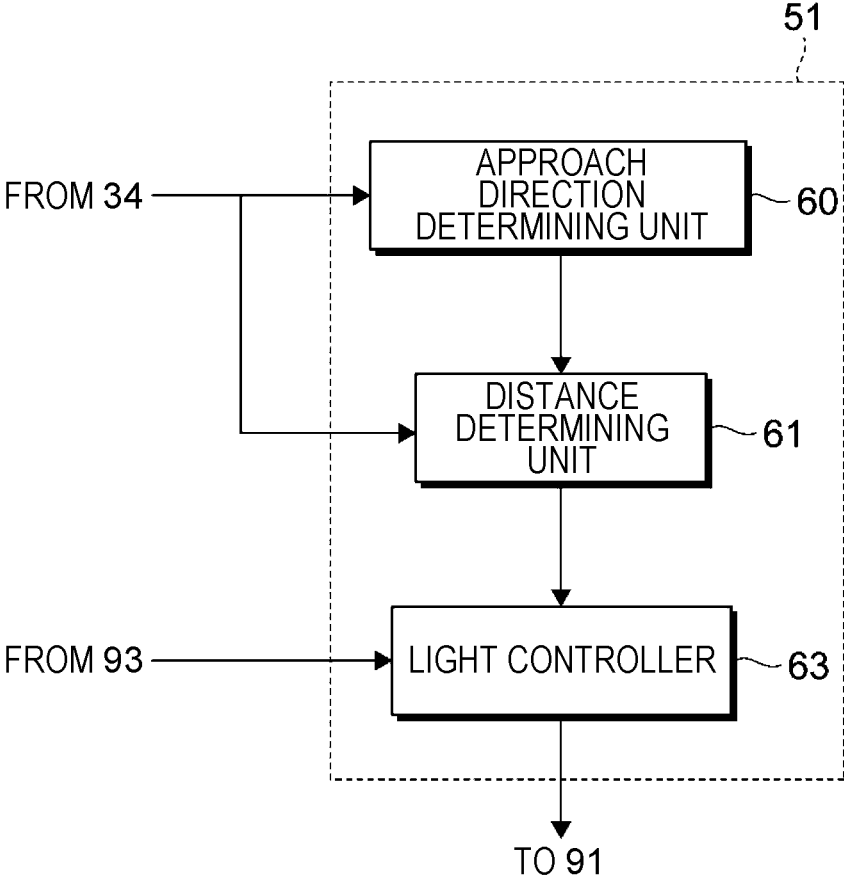 51
APPROACH
DIRECTION
DETERMINING UNIT
FROM 34
60
DISTANCE
DETERMINING
UNIT
61
FROM 93
LIGHT CONTROLLER
63
TO 91